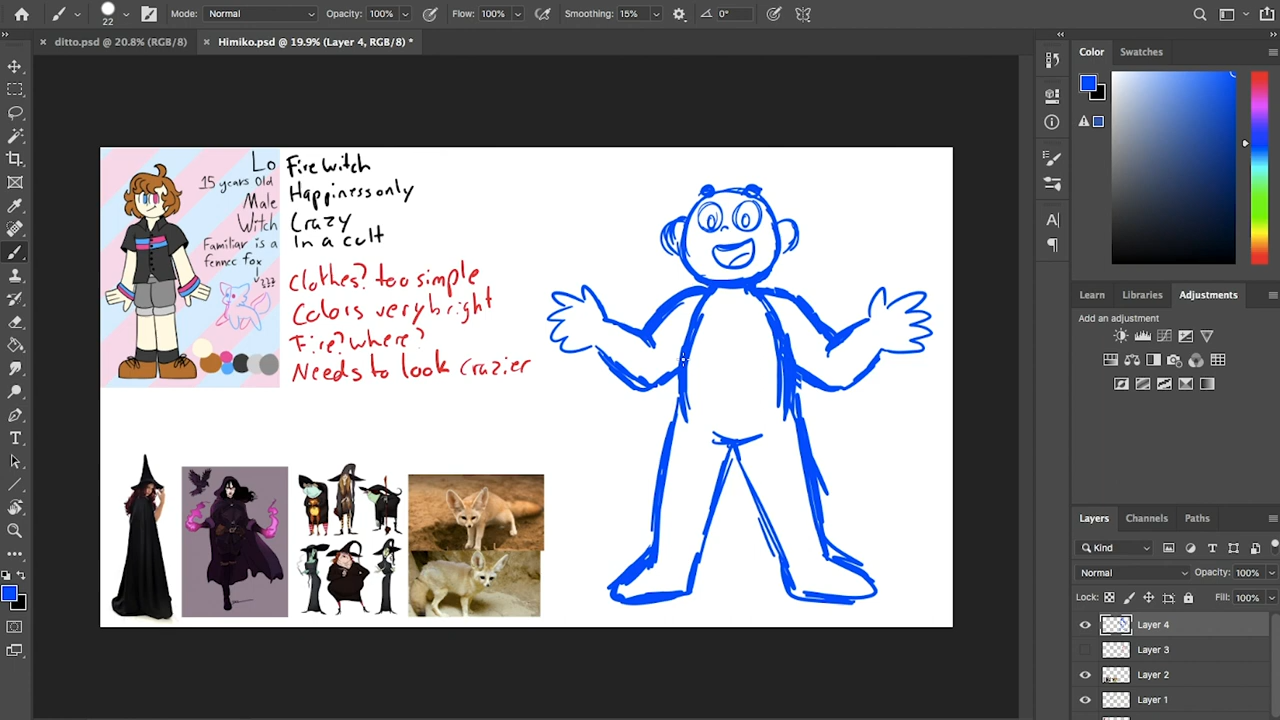 22
Mode:
Normal
Opacity:
100%
Flow:
100%
Smoothing:
15%
0°
ditto.psd @ 20.8% (RGB/8)
Himiko.psd @ 19.9% (Layer 4, RGB/8) *
Lo
15 years Old
Male
Witch
Familiar is a
fennec fox
Fire witch
Happiness only
Crazy
In a cult
Clothes? too simple
Colors very bright
Fire? where?
Needs to look crazier
Color
Swatches
Learn
Libraries
Adjustments
Add an adjustment
Layers
Channels
Paths
Kind
Normal
Opacity: 100%
Lock:
Fill: 100%
Layer 4
Layer 3
Layer 2
Layer 1